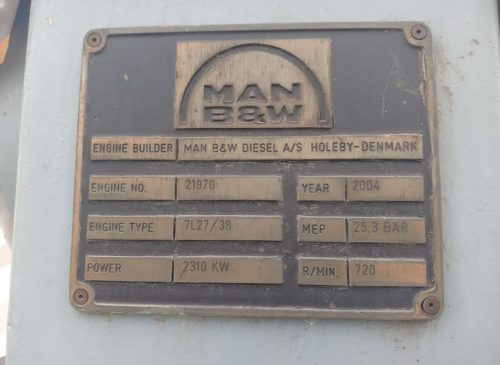 MAN
B&W
ENGINE BUILDER MAN B&W DIESEL A/S HOLEBY-DENMARK
ENGINE NO. 21970 YEAR 2004
ENGINE TYPE 7L27/38 MEP 25,3 BAR
POWER 2310 KW R/MIN. 720